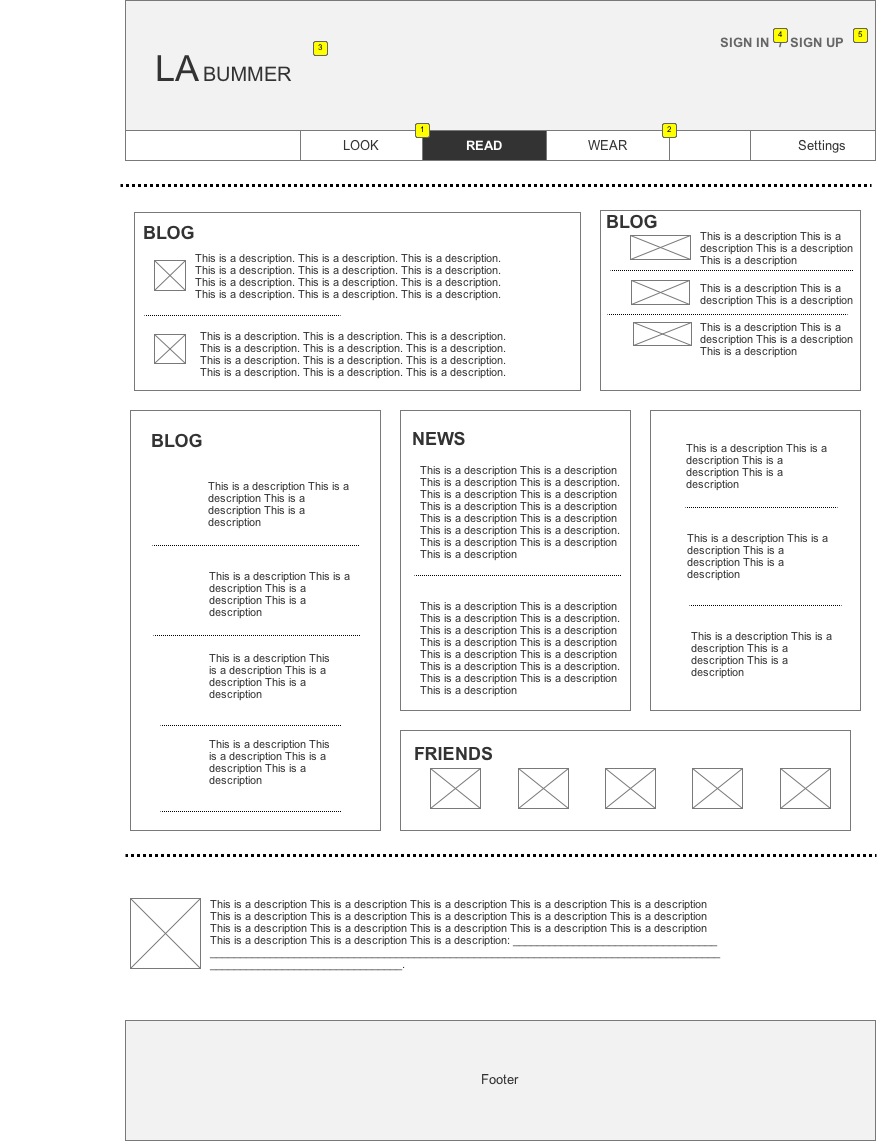 3
4
5
SIGN IN / SIGN UP
LA BUMMER
1
2
LOOK
READ
WEAR
Settings
BLOG
This is a description. This is a description. This is a description.
This is a description. This is a description. This is a description.
This is a description. This is a description. This is a description.
This is a description. This is a description. This is a description.
This is a description. This is a description. This is a description.
This is a description. This is a description. This is a description.
This is a description. This is a description. This is a description.
This is a description. This is a description. This is a description.
BLOG
This is a description This is a
description This is a description
This is a description
This is a description This is a
description This is a description
This is a description This is a
description This is a description
This is a description
BLOG
This is a description This is a
description This is a
description This is a
description
This is a description This is a
description This is a
description This is a
description
This is a description This
is a description This is a
description This is a
description
This is a description This
is a description This is a
description This is a
description
NEWS
This is a description This is a description
This is a description This is a description.
This is a description This is a description
This is a description This is a description
This is a description This is a description
This is a description This is a description.
This is a description This is a description
This is a description
This is a description This is a description
This is a description This is a description.
This is a description This is a description
This is a description This is a description
This is a description This is a description
This is a description This is a description.
This is a description This is a description
This is a description
This is a description This is a
description This is a
description This is a
description
This is a description This is a
description This is a
description This is a
description
This is a description This is a
description This is a
description This is a
description
FRIENDS
This is a description This is a description This is a description This is a description This is a description
This is a description This is a description This is a description This is a description This is a description
This is a description This is a description This is a description This is a description This is a description
This is a description This is a description This is a description: __________________________________
_____________________________________________________________________________________
________________________________.
Footer